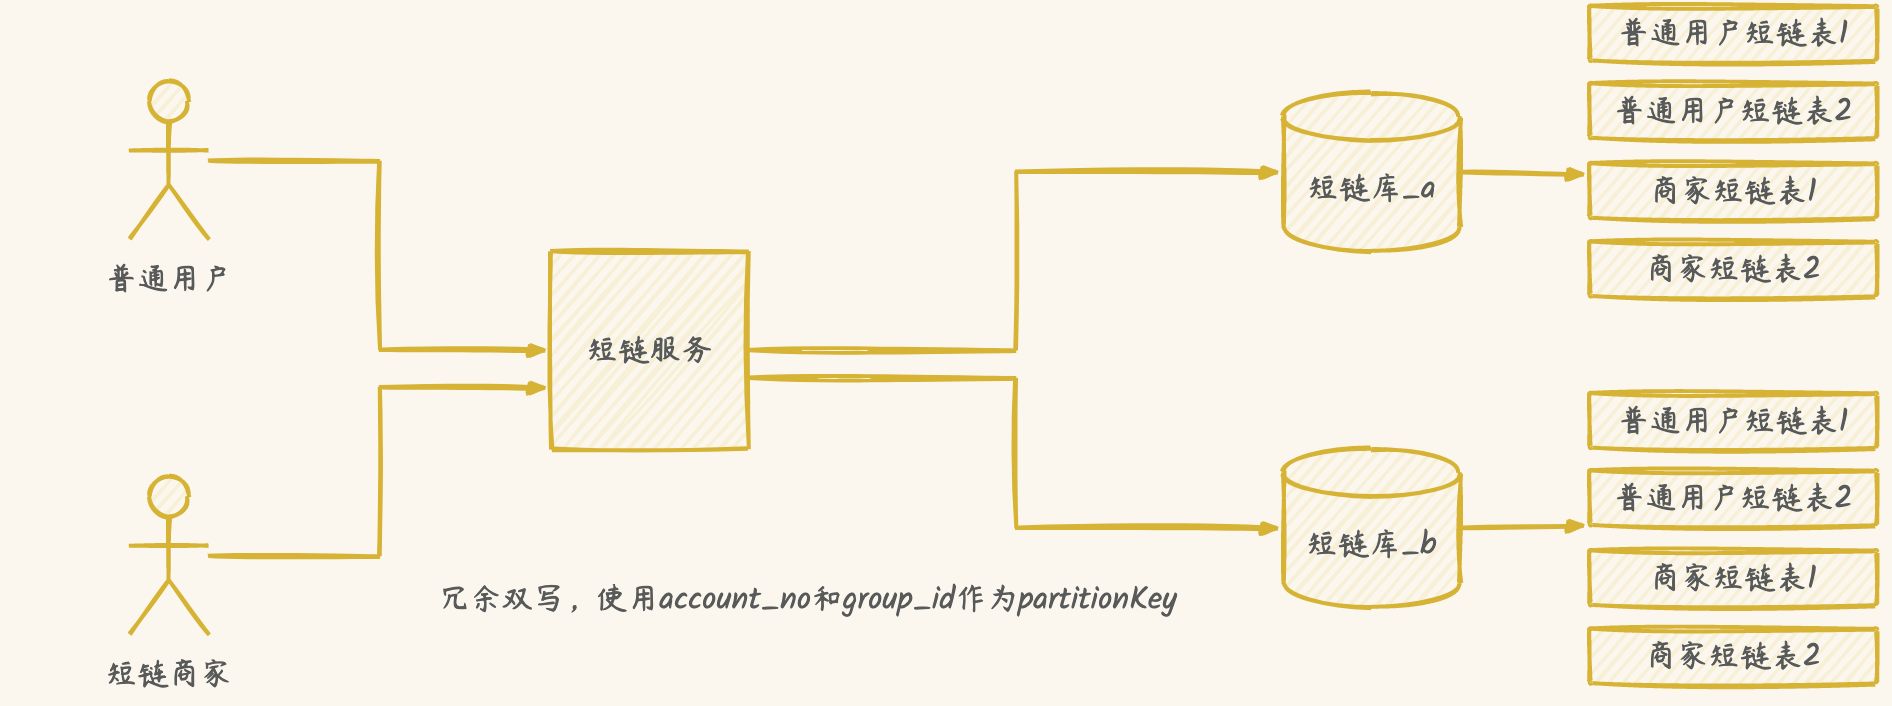 普通用户
短链商家
短链服务
冗余双写，使用account_no和group_id作为partitionKey
短链库_a
短链库_b
普通用户短链表1
普通用户短链表2
商家短链表1
商家短链表2
普通用户短链表1
普通用户短链表2
商家短链表1
商家短链表2